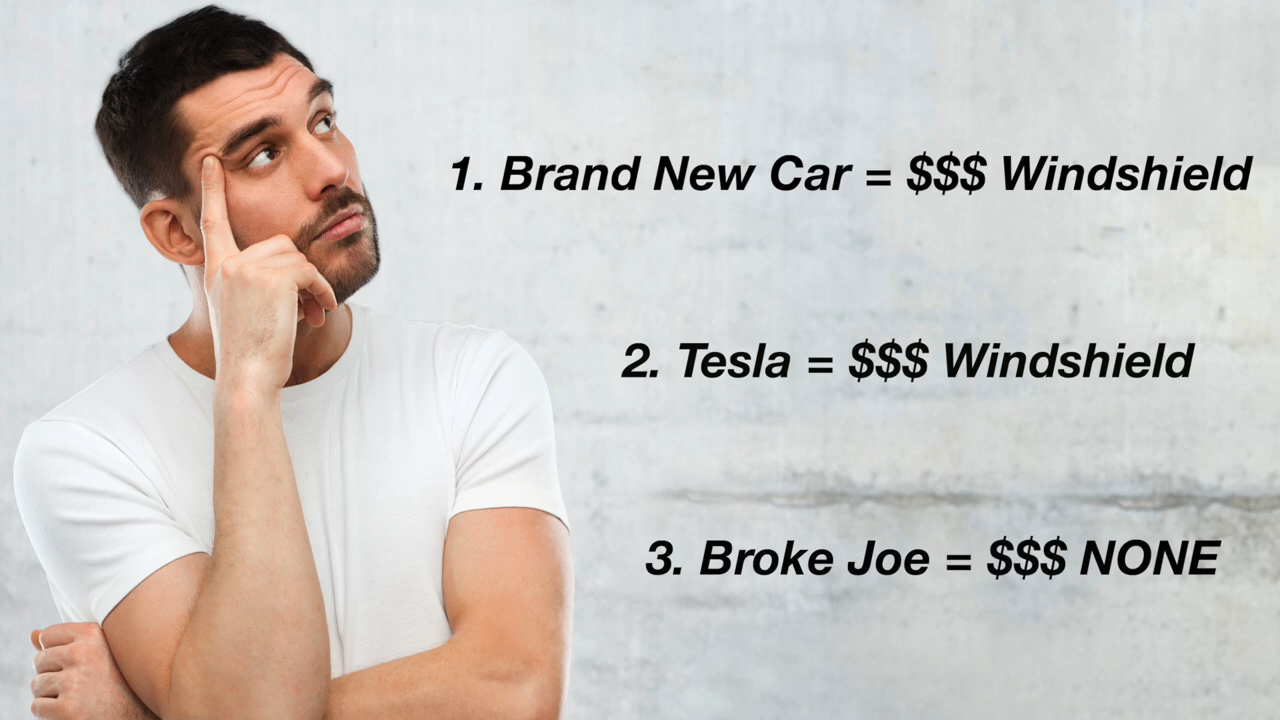 1. Brand New Car = $$$ Windshield
2. Tesla = $$$ Windshield
3. Broke Joe = $$$ NONE